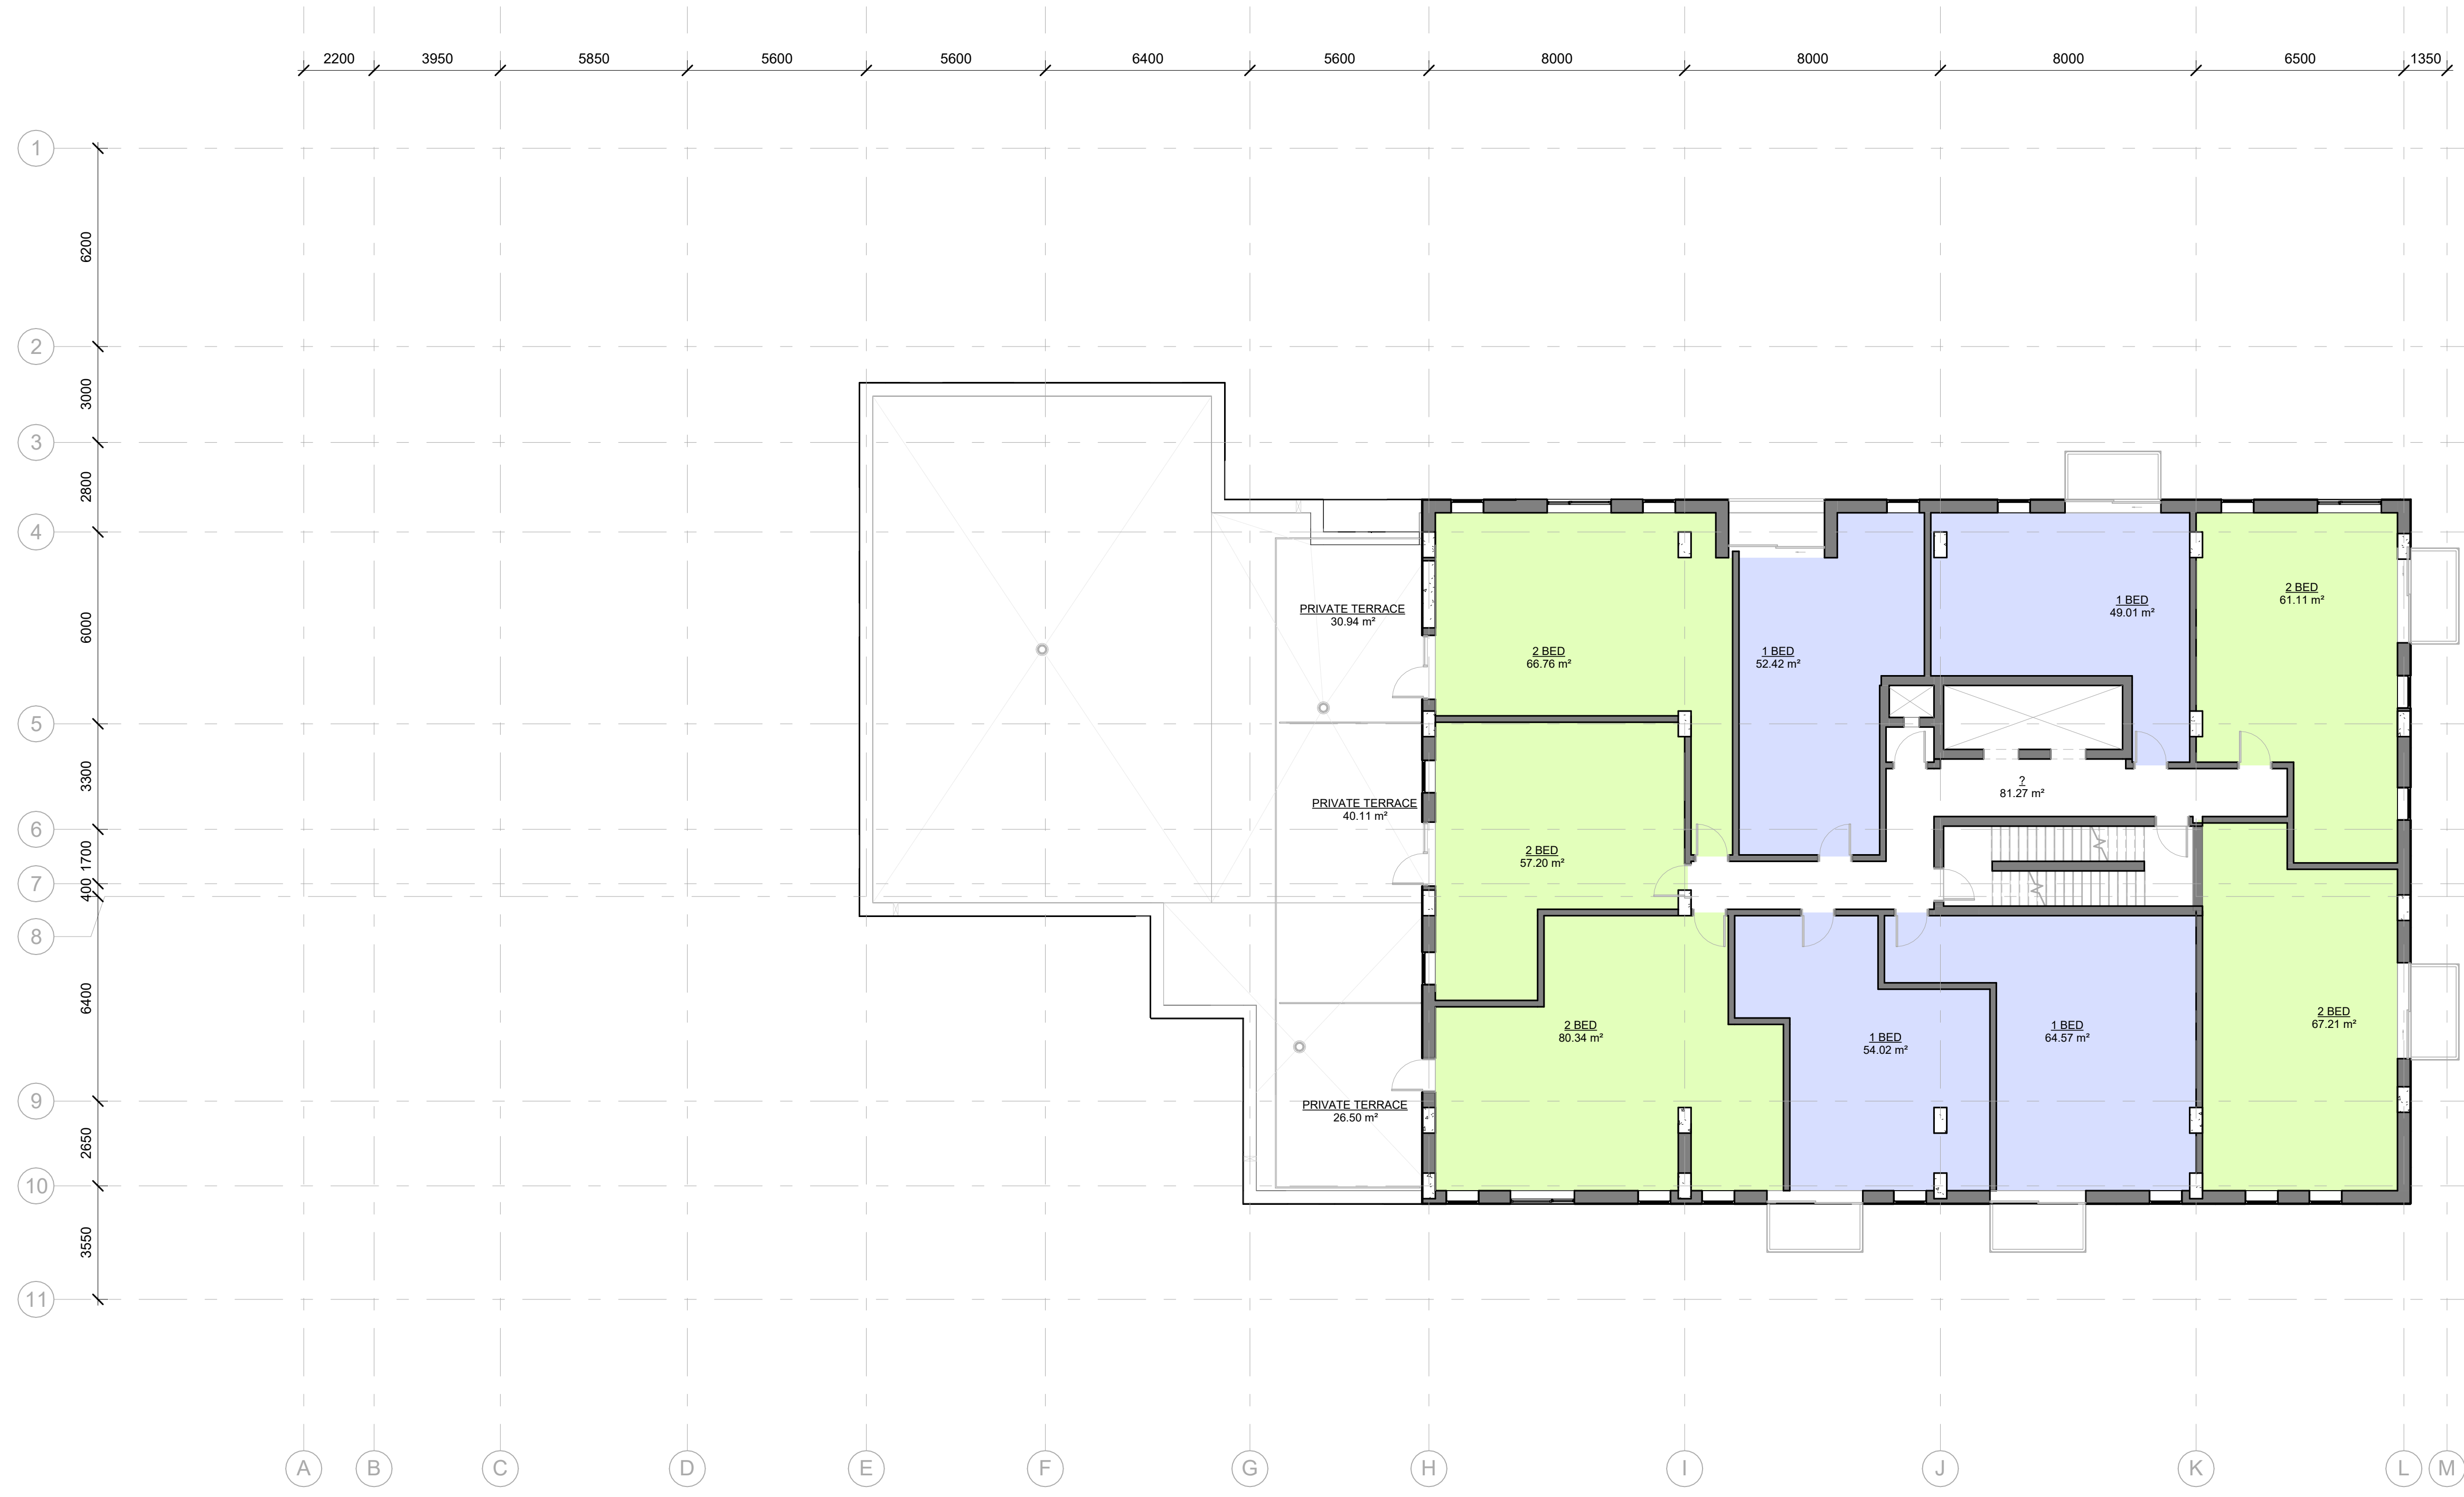 2200 3950 5850 5600 5600 6400 5600 8000 8000 8000 6500 1350
1
6200
2
3000
3
2800
4
6000
5
3300
6
1700
7
400
8
6400
9
2650
10
3550
11
2 BED
61.11 m²
1 BED
49.01 m²
PRIVATE TERRACE
30.94 m²
2 BED
66.76 m²
1 BED
52.42 m²
?
81.27 m²
PRIVATE TERRACE
40.11 m²
2 BED
57.20 m²
2 BED
67.21 m²
2 BED
80.34 m²
1 BED
54.02 m²
1 BED
64.57 m²
PRIVATE TERRACE
26.50 m²
A B C D E F G H I J K L M